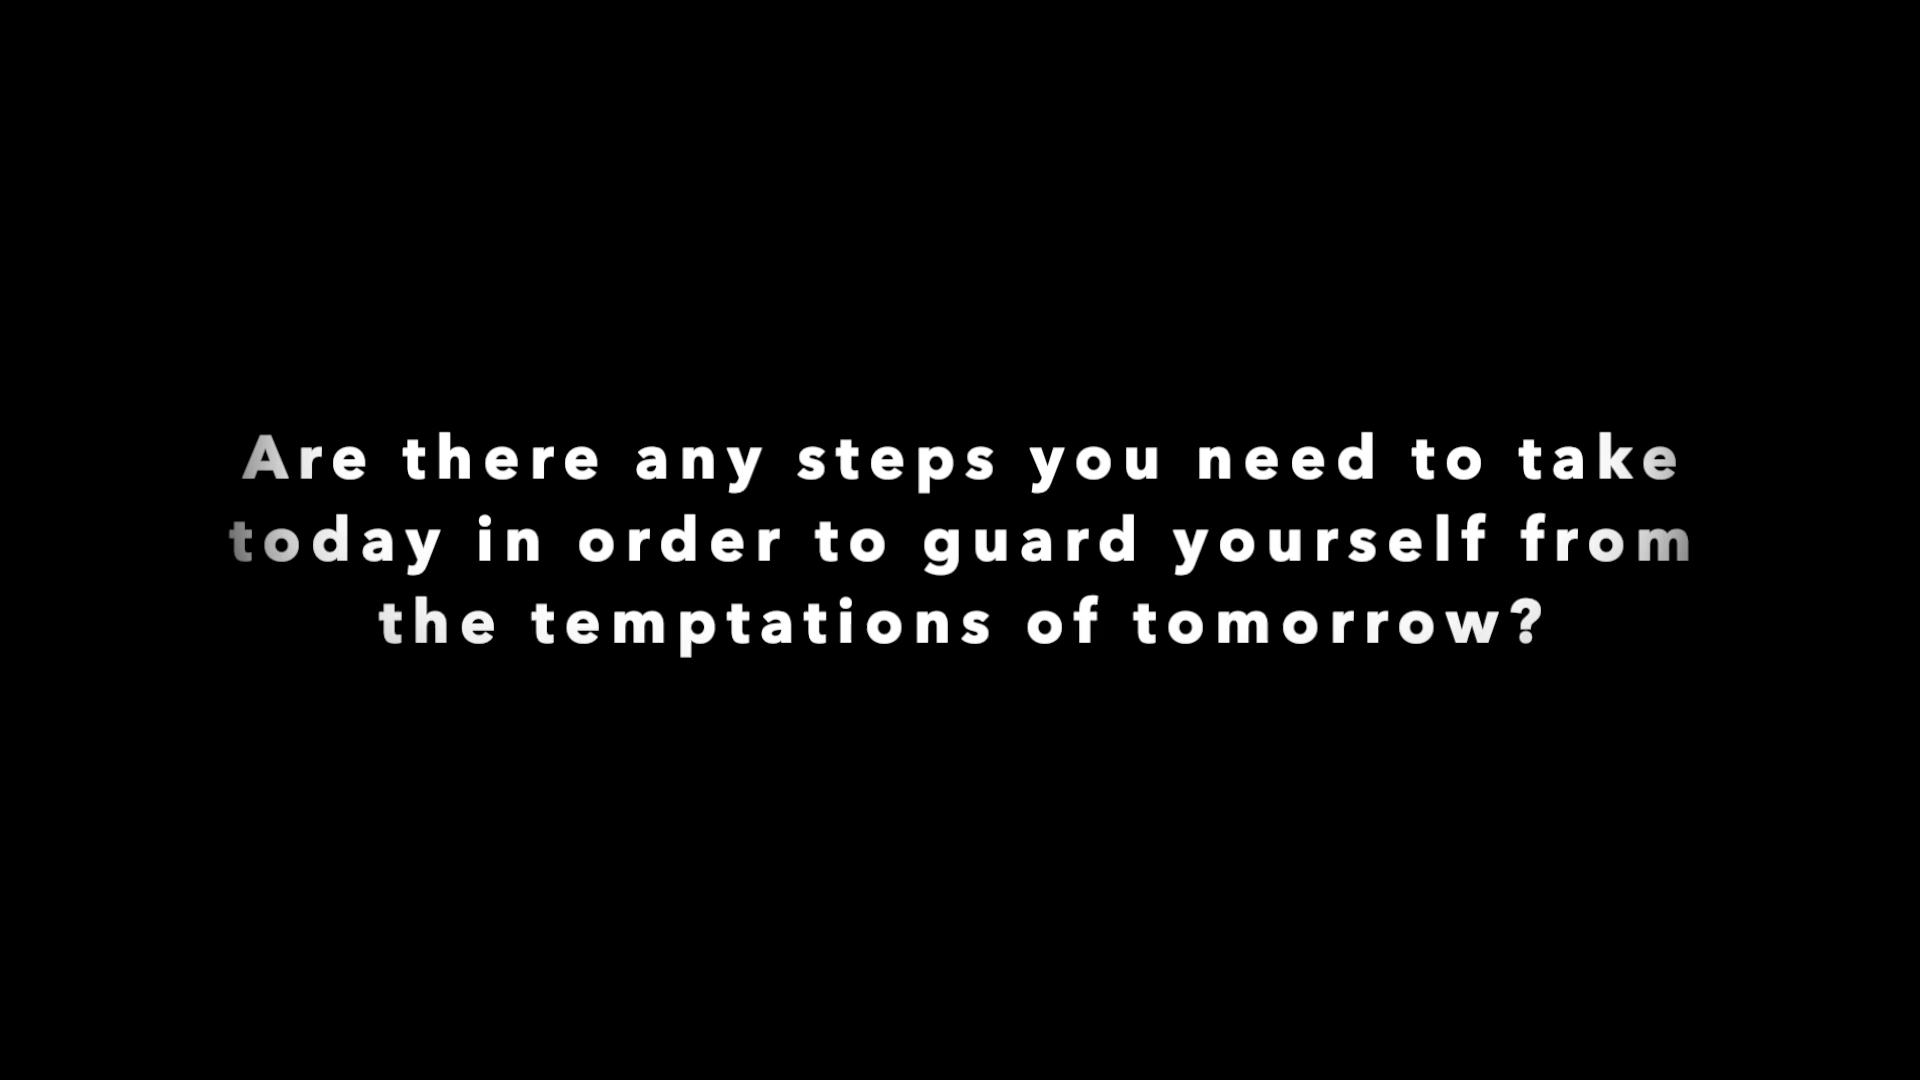 Are there any steps you need to take
today in order to guard yourself from
the temptations of tomorrow?